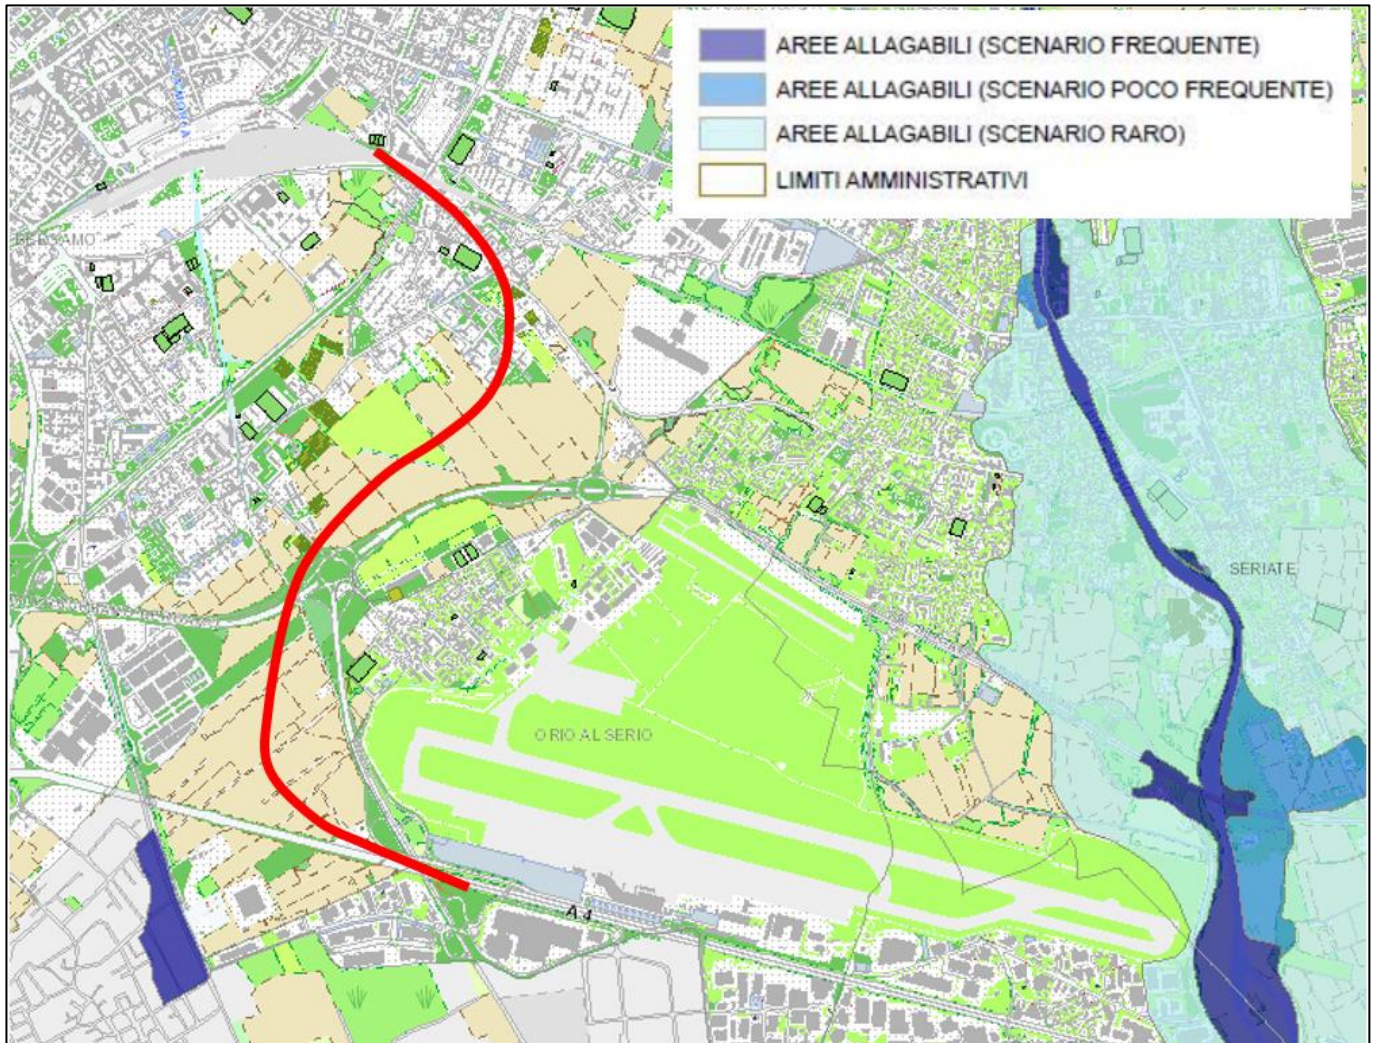 AREE ALLAGABILI (SCENARIO FREQUENTE)
AREE ALLAGABILI (SCENARIO POCO FREQUENTE)
AREE ALLAGABILI (SCENARIO RARO)
LIMITI AMMINISTRATIVI
BERGAMO
SERIATE
ORIO AL SERIO
A 4